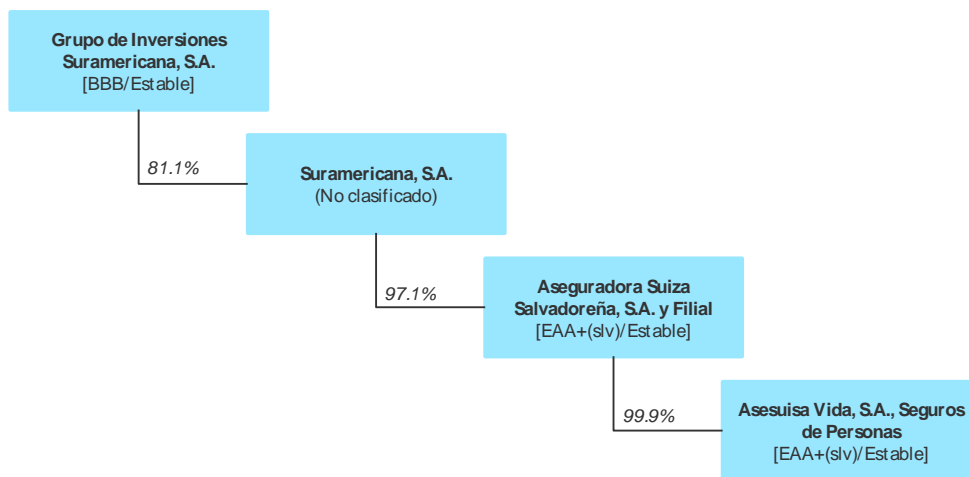 Grupo de Inversiones
Suramericana, S.A.
[BBB/Estable]
81.1%
Suramericana, S.A.
(No clasificado)
97.1%
Aseguradora Suiza
Salvadoreña, S.A. y Filial
[EAA+(slv)/Estable]
99.9%
Asesuisa Vida, S.A., Seguros
de Personas
[EAA+(slv)/Estable]